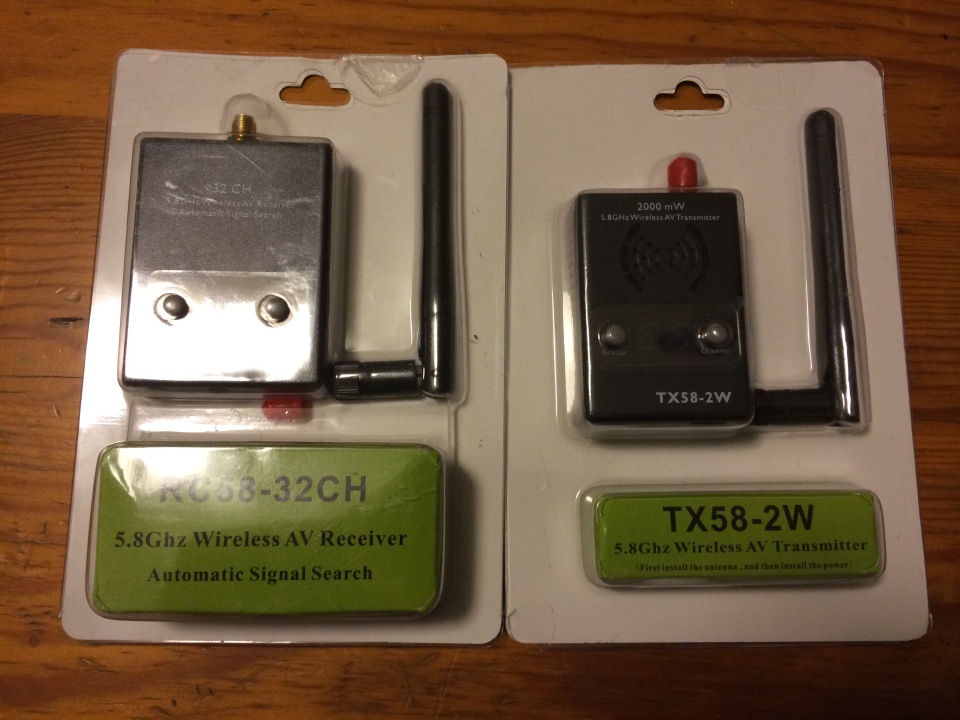 32 CH
5.8GHz Wireless AV Receiver
Automatic Signal Search
RC58-32CH
5.8Ghz Wireless AV Receiver
Automatic Signal Search
2000 mW
5.8GHz Wireless AV Transmitter
Group
Channel
TX58-2W
TX58-2W
5.8Ghz Wireless AV Transmitter
(First install the antenna , and then install the power!)